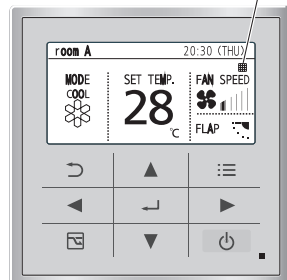 room A 20:30 (THU)
MODE SET TEMP. FAN SPEED
COOL
28 °C
FLAP